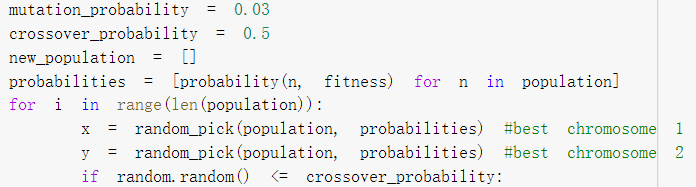 mutation_probability = 0.03
crossover_probability = 0.5
new_population = []
probabilities = [probability(n, fitness) for n in population]
for i in range(len(population)):
x = random_pick(population, probabilities) #best chromosome 1
y = random_pick(population, probabilities) #best chromosome 2
if random.random() <= crossover_probability: